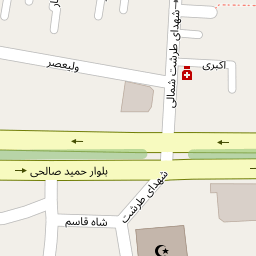 اکبری
شهدای طرشت شمالی
ولیعصر
بلوار حمید صالحی
شهدای طرشت
شاه قاسم